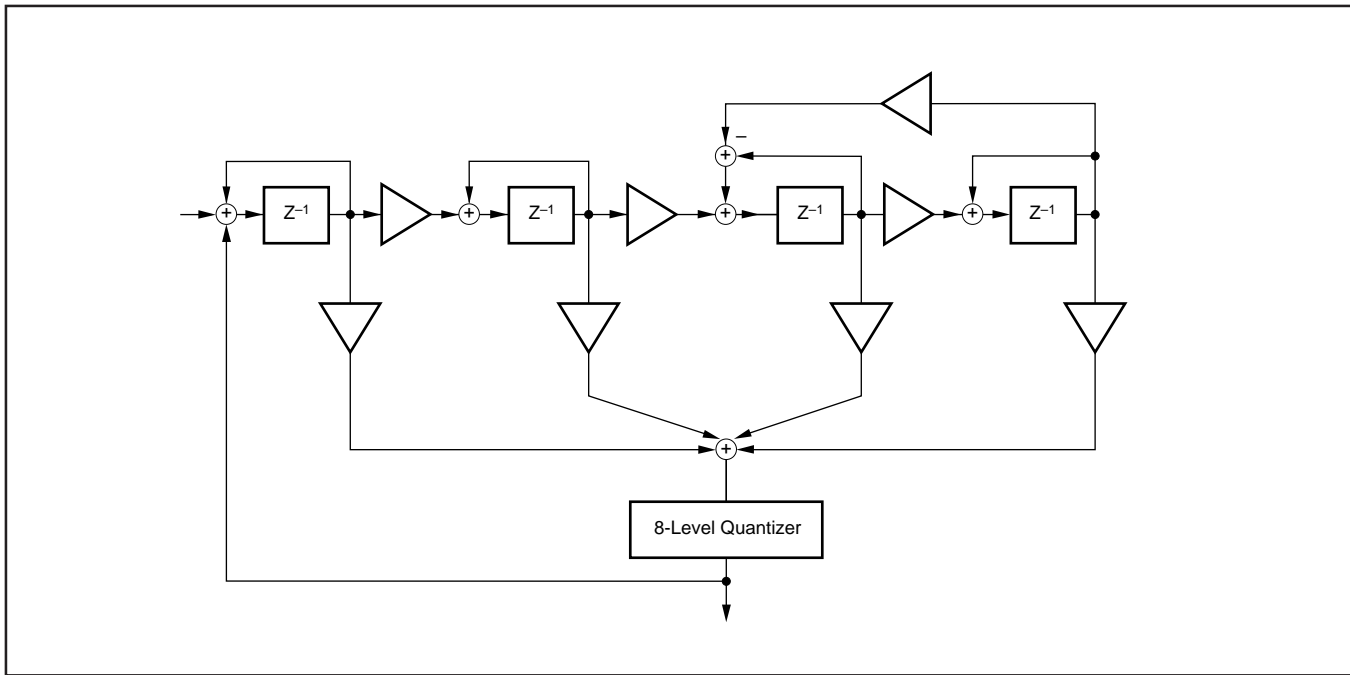 –
+ + + + +
Z–1 Z–1 Z–1 Z–1
+
8-Level Quantizer